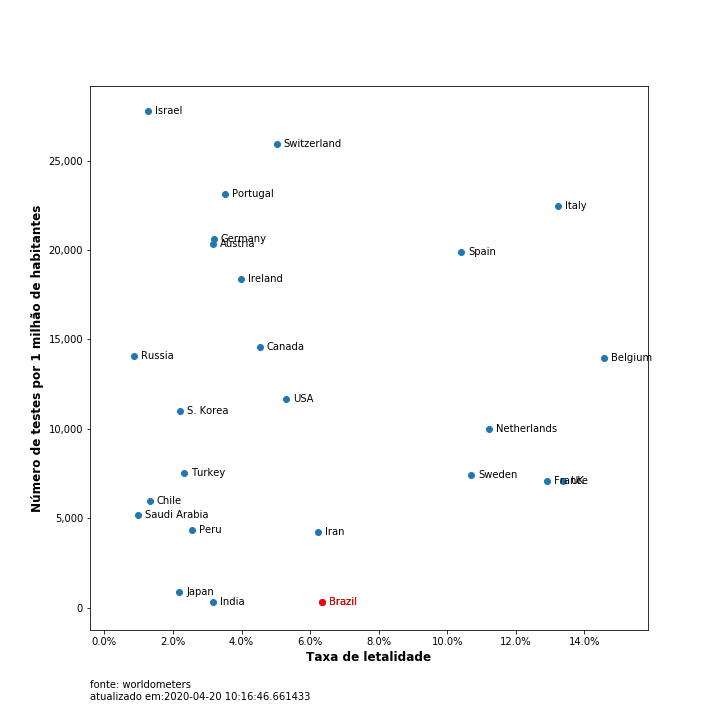 Israel
Switzerland
25,000
Portugal
Italy
Germany
Austria
20,000
Spain
Ireland
15,000
Canada
Russia
Belgium
USA
S. Korea
10,000
Netherlands
Turkey
Sweden
France
UK
Chile
5,000
Saudi Arabia
Peru
Iran
Japan
India
Brazil
0
0.0% 2.0% 4.0% 6.0% 8.0% 10.0% 12.0% 14.0%
Número de testes por 1 milhão de habitantes
Taxa de letalidade
fonte: worldometers
atualizado em:2020-04-20 10:16:46.661433